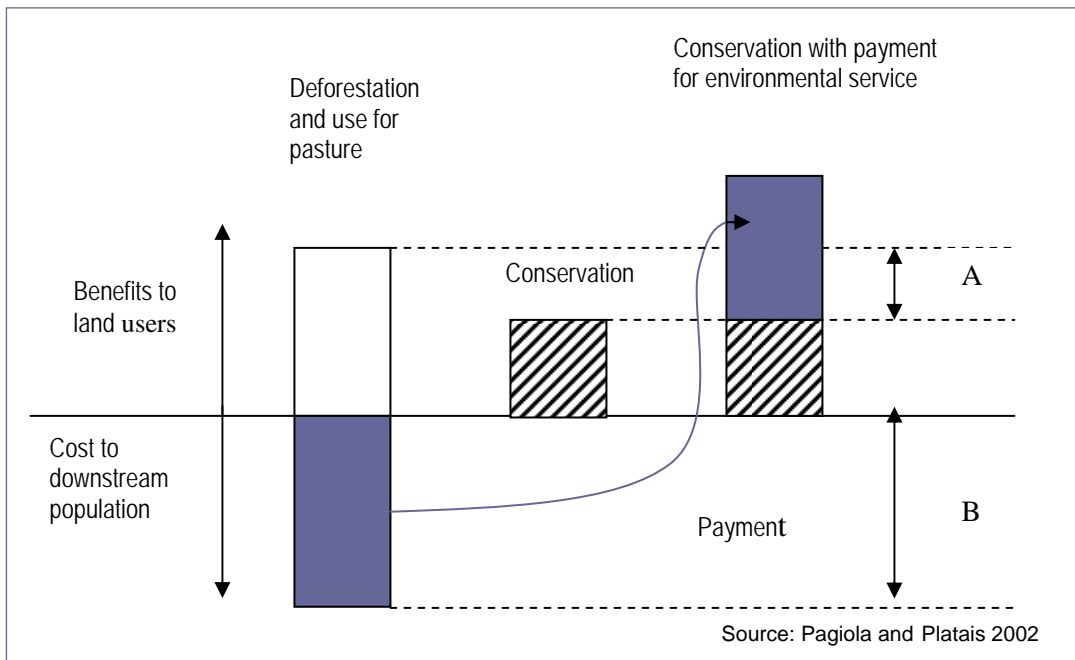 Conservation with payment
for environmental service
Deforestation
and use for
pasture
Conservation
A
Benefits to
land users
Cost to
downstream
population
B
Payment
Source: Pagiola and Platais 2002